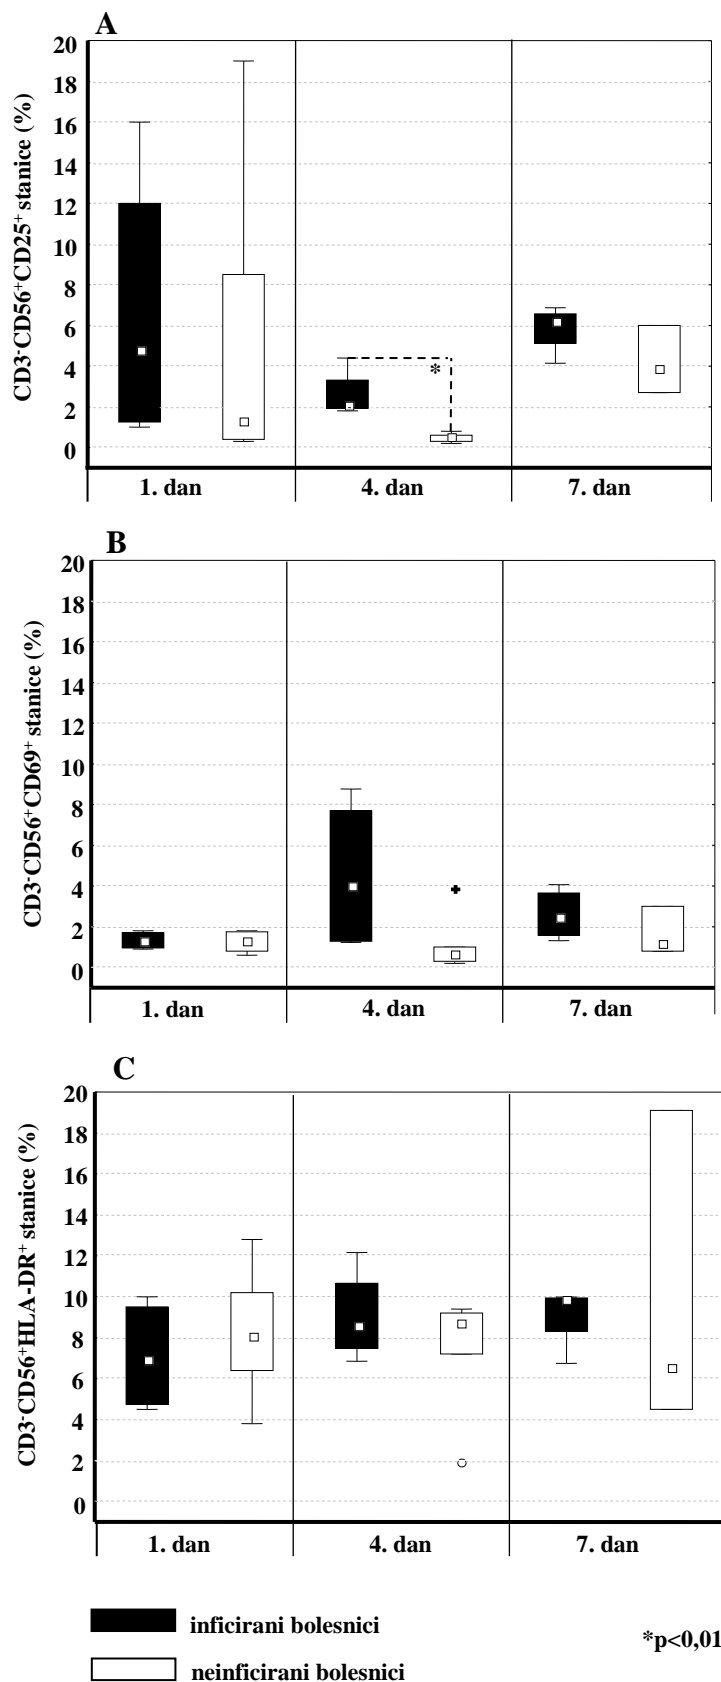 A
CD3⁻CD56⁺CD25⁺ stanice (%)
20
18
16
14
12
10
8
6
4
2
0
*
1. dan 4. dan 7. dan
B
CD3⁻CD56⁺CD69⁺ stanice (%)
20
18
16
14
12
10
8
6
4
2
0
1. dan 4. dan 7. dan
C
CD3⁻CD56⁺HLA-DR⁺ stanice (%)
20
18
16
14
12
10
8
6
4
2
0
1. dan 4. dan 7. dan
inficirani bolesnici
*p<0,01
neinficirani bolesnici